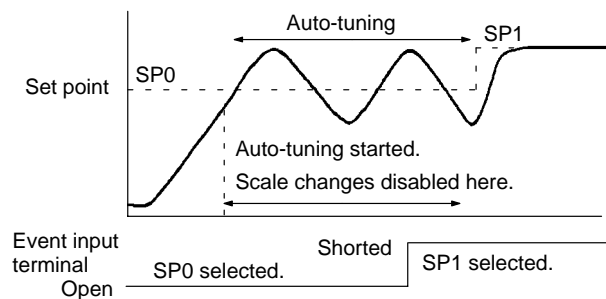 Auto-tuning
SP1
SP0
Set point
Auto-tuning started.
Scale changes disabled here.
Event input
terminal
Shorted
Open
SP0 selected.
SP1 selected.